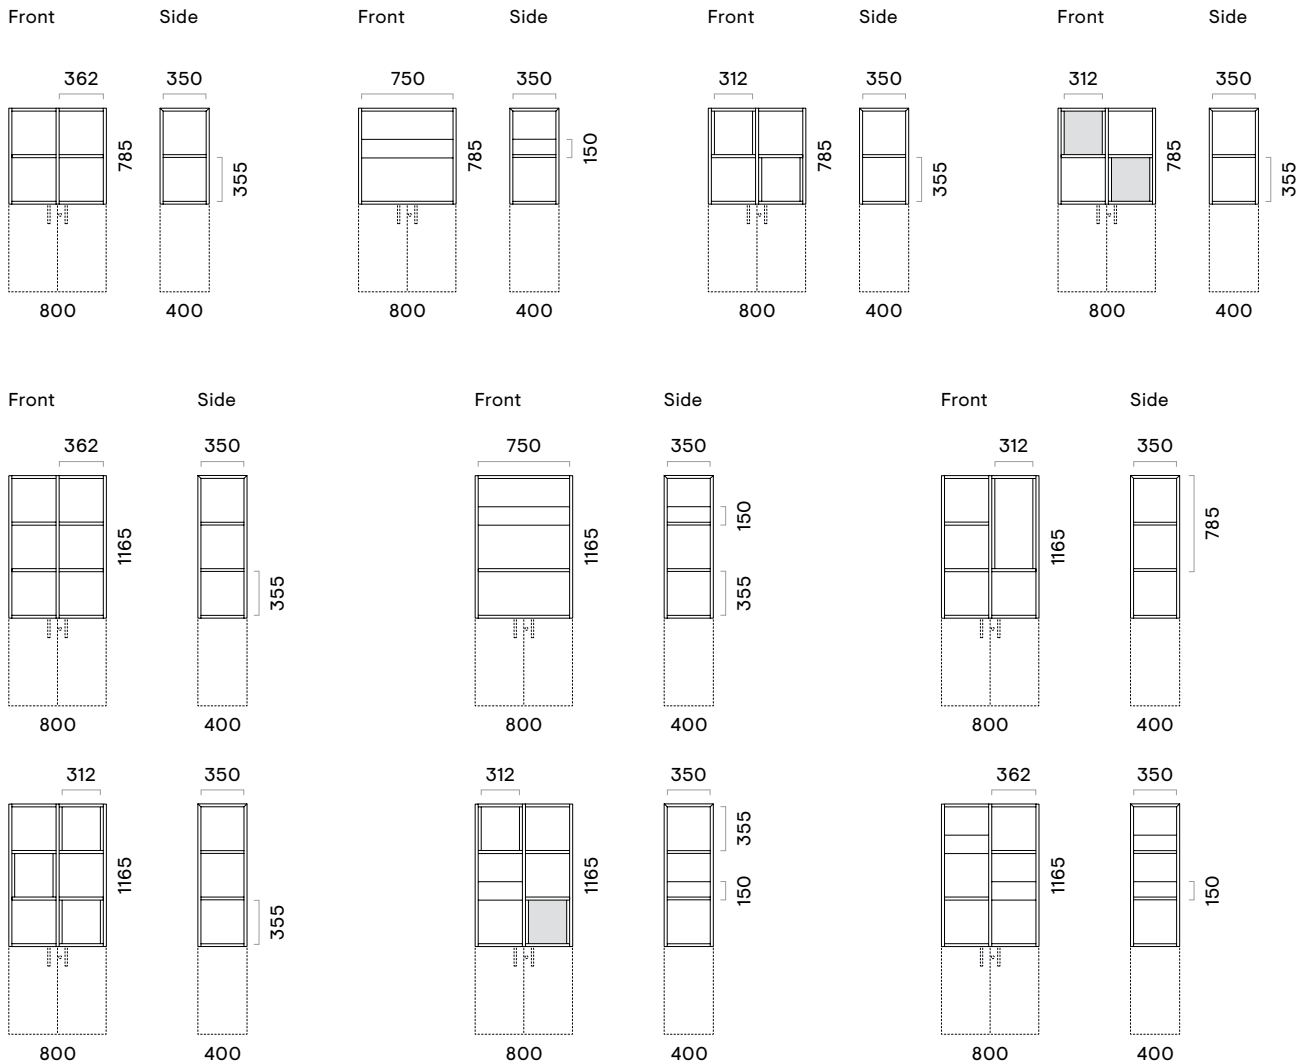 Front Side Front Side Front Side Front Side
362 350 750 350 312 350 312 350
785 355 785 150 785 355 785 355
800 400 800 400 800 400 800 400
Front Side Front Side Front Side
362 350 750 350 312 350
1165 355 1165 150 355 1165 785
800 400 800 400 800 400
312 350 312 350 362 350
1165 355 1165 355 150 1165 150
800 400 800 400 800 400